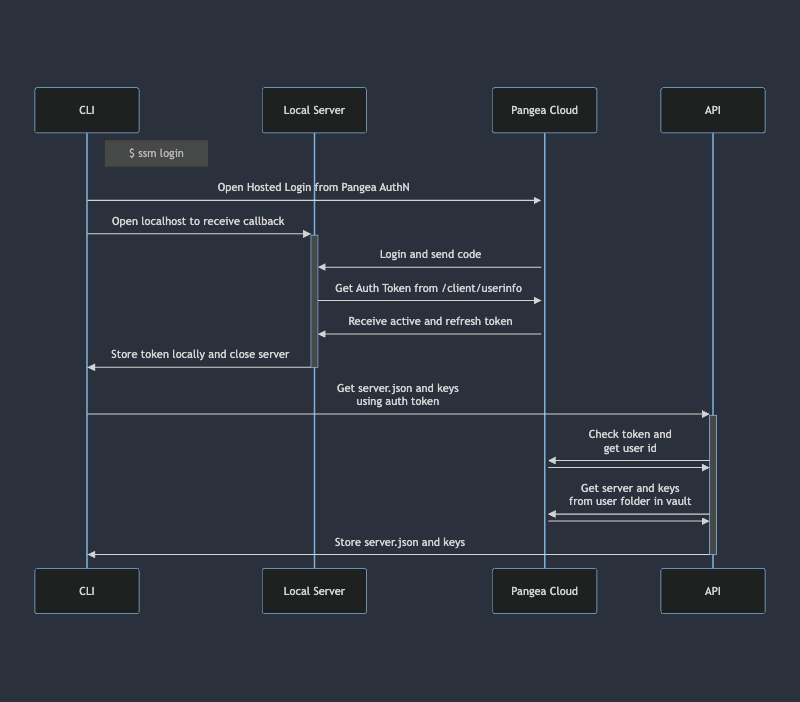 CLI
Local Server
Pangea Cloud
API
$ ssm login
Open Hosted Login from Pangea AuthN
Open localhost to receive callback
Login and send code
Get Auth Token from /client/userinfo
Receive active and refresh token
Store token locally and close server
Get server.json and keys
using auth token
Check token and
get user id
Get server and keys
from user folder in vault
Store server.json and keys
CLI
Local Server
Pangea Cloud
API